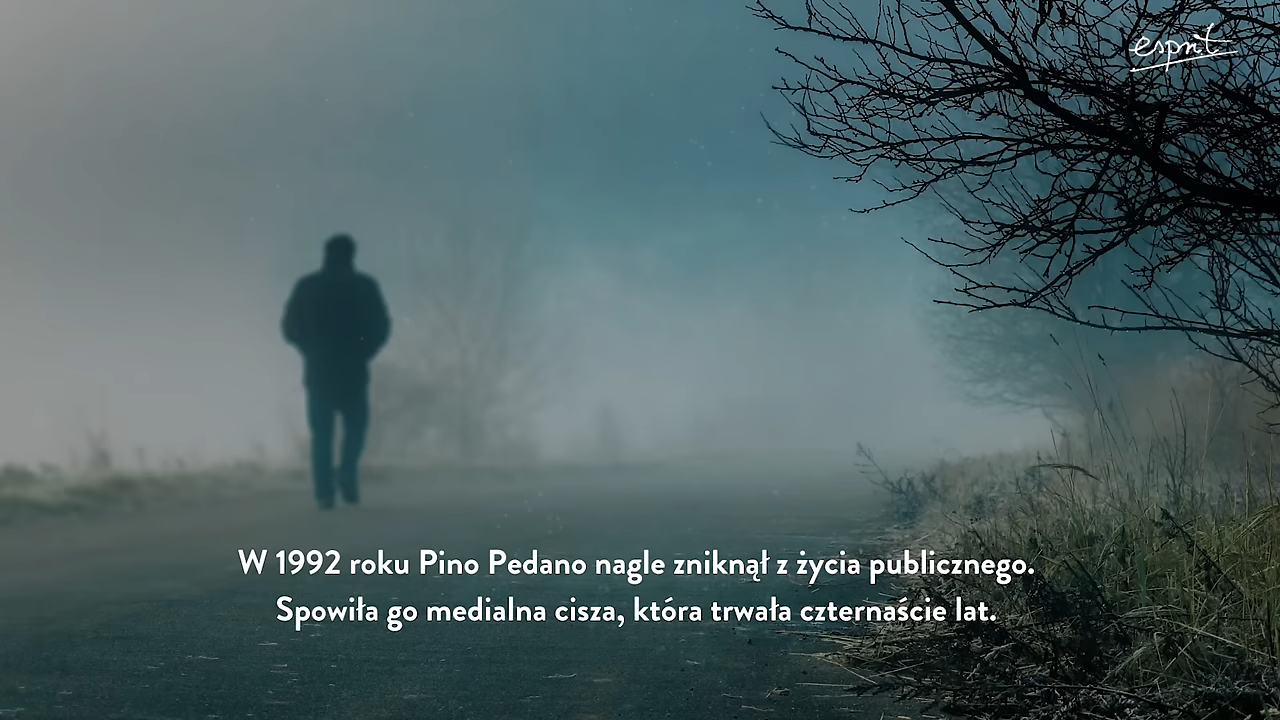 esprit
W 1992 roku Pino Pedano nagle zniknął z życia publicznego.
Spowiła go medialna cisza, która trwała czternaście lat.